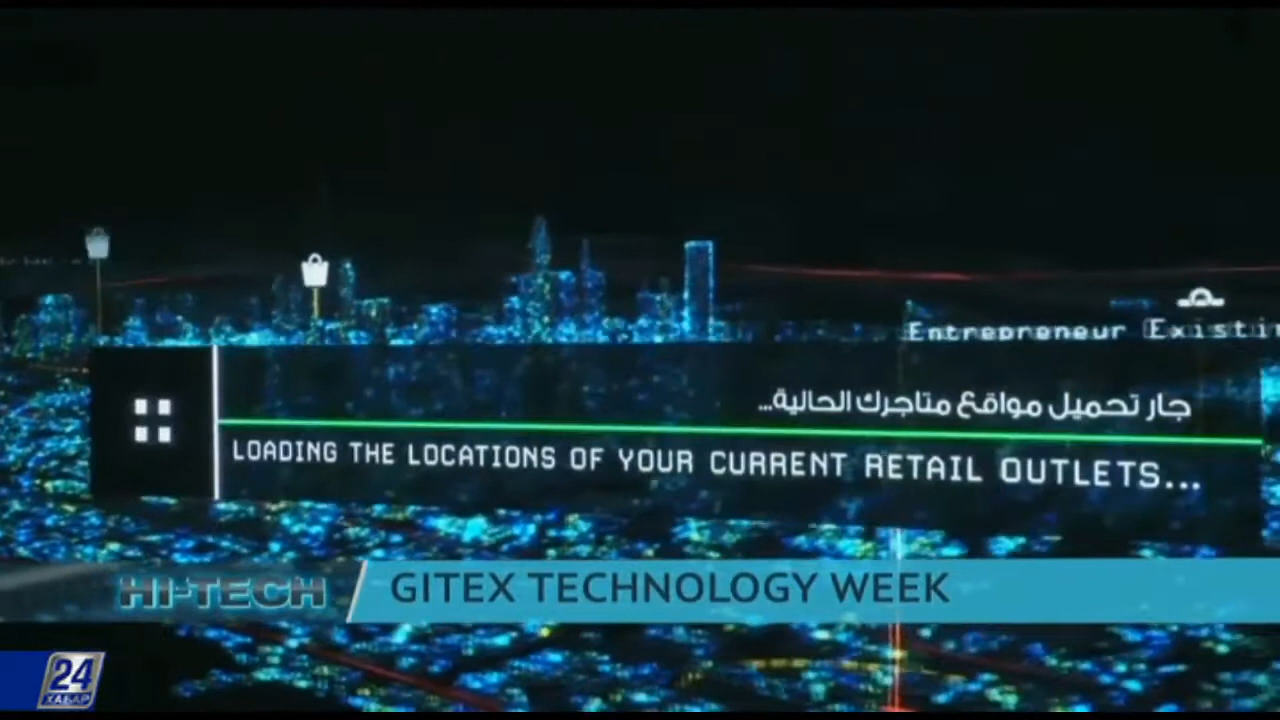 Entrepreneur (Existin
جار تحميل مواقع متاجرك الحالية...
LOADING THE LOCATIONS OF YOUR CURRENT RETAIL OUTLETS...
HI-TECH
GITEX TECHNOLOGY WEEK
24
ХАБАР